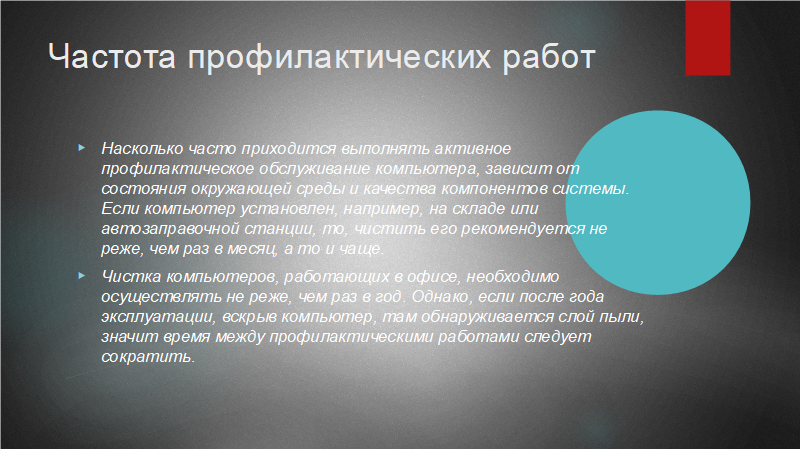 Частота профилактических работ
Насколько часто приходится выполнять активное
профилактическое обслуживание компьютера, зависит от
состояния окружающей среды и качества компонентов системы.
Если компьютер установлен, например, на складе или
автозаправочной станции, то, чистить его рекомендуется не
реже, чем раз в месяц, а то и чаще.
Чистка компьютеров, работающих в офисе, необходимо
осуществлять не реже, чем раз в год. Однако, если после года
эксплуатации, вскрыв компьютер, там обнаруживается слой пыли,
значит время между профилактическими работами следует
сократить.